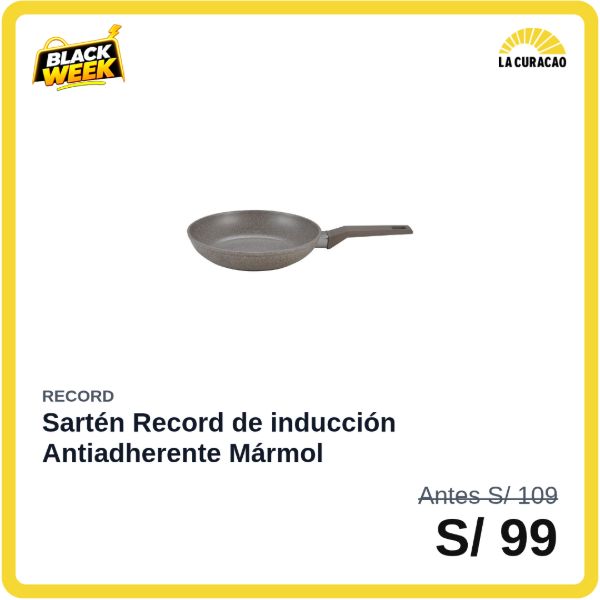 BLACK
WEEK
LA CURACAO
RECORD
Sartén Record de inducción
Antiadherente Mármol
Antes S/ 109
S/ 99